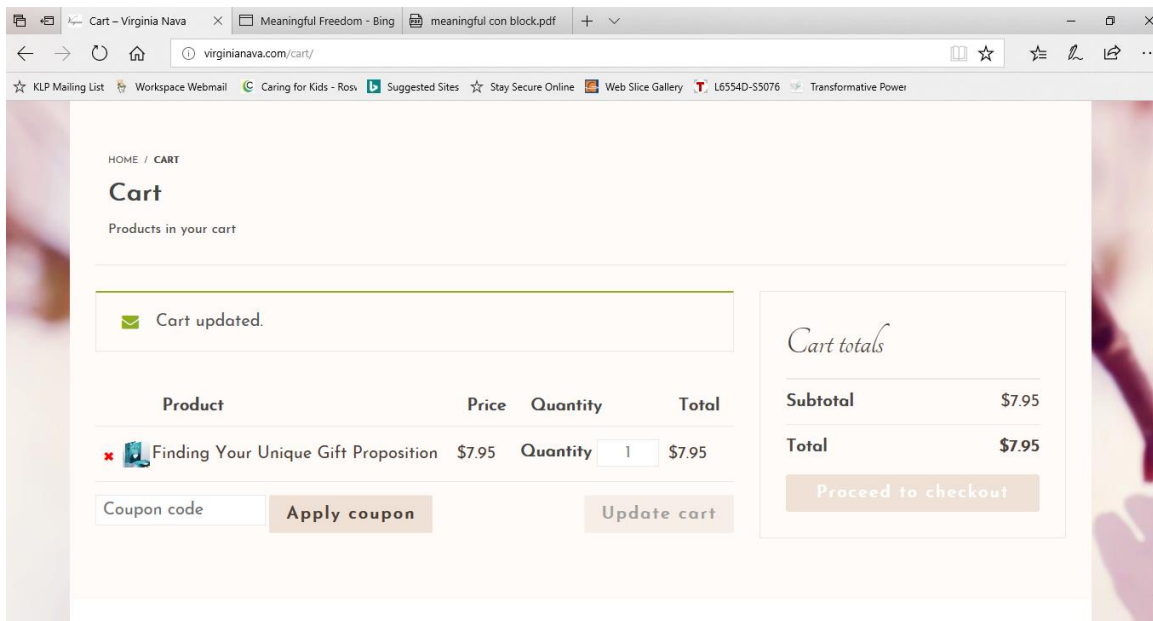 Cart – Virginia Nava
Meaningful Freedom - Bing
meaningful con block.pdf
virginianava.com/cart/
KLP Mailing List Workspace Webmail Caring for Kids - Rosw Suggested Sites Stay Secure Online Web Slice Gallery L6554D-S5076 Transformative Power
HOME / CART
Cart
Products in your cart
Cart updated.
Product Price Quantity Total
Finding Your Unique Gift Proposition $7.95 Quantity 1 $7.95
Coupon code Apply coupon Update cart
Cart totals
Subtotal $7.95
Total $7.95
Proceed to checkout